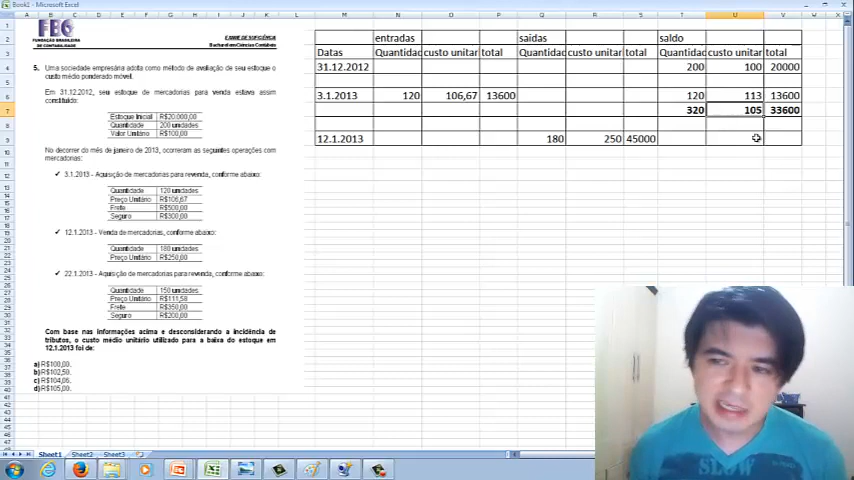 Book1 - Microsoft Excel
FBC
FUNDAÇÃO BRASILEIRA
DE CONTABILIDADE
EXAME DE SUFICIÊNCIA
Bacharel em Ciências Contábeis
5. Uma sociedade empresária adota como método de avaliação de seu estoque o
custo médio ponderado móvel.
Em 31.12.2012, seu estoque de mercadorias para venda estava assim
constituído:
Estoque Inicial R$20.000,00
Quantidade 200 unidades
Valor Unitário R$100,00
No decorrer do mês de janeiro de 2013, ocorreram as seguintes operações com
mercadorias:
✓ 3.1.2013 - Aquisição de mercadorias para revenda, conforme abaixo:
Quantidade 120 unidades
Preço Unitário R$106,67
Frete R$500,00
Seguro R$300,00
✓ 12.1.2013 - Venda de mercadorias, conforme abaixo:
Quantidade 180 unidades
Preço Unitário R$250,00
✓ 22.1.2013 - Aquisição de mercadorias para revenda, conforme abaixo:
Quantidade 150 unidades
Preço Unitário R$111,58
Frete R$350,00
Seguro R$200,00
Com base nas informações acima e desconsiderando a incidência de
tributos, o custo médio unitário utilizado para a baixa do estoque em
12.1.2013 foi de:
a) R$100,00.
b) R$102,50.
c) R$104,06.
d) R$105,00.
entradas saídas saldo
Datas Quantidad custo unitar total Quantidad custo unitar total Quantidad custo unitar total
31.12.2012 200 100 20000
3.1.2013 120 106,67 13600 120 113 13600
320 105 33600
12.1.2013 180 250 45000
Sheet1 Sheet2 Sheet3
SLOW